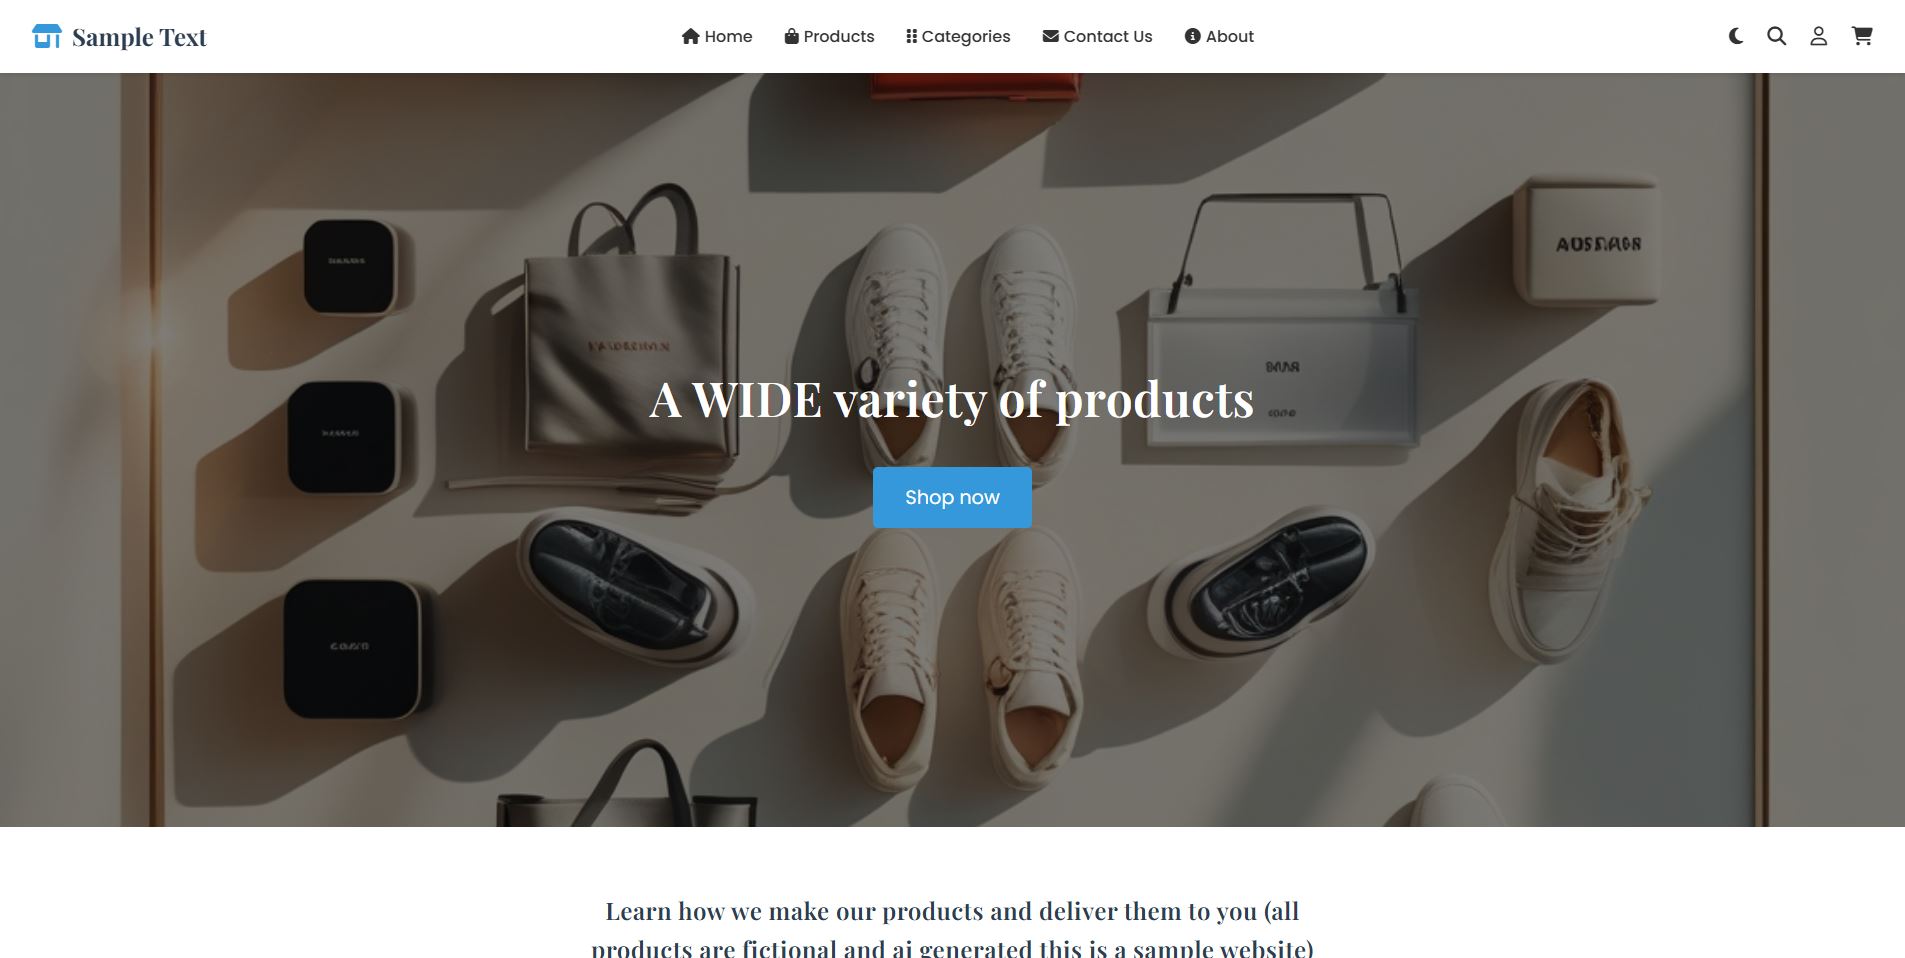 Sample Text
Home
Products
Categories
Contact Us
About
A WIDE variety of products
Shop now
Learn how we make our products and deliver them to you (all
products are fictional and ai generated this is a sample website)